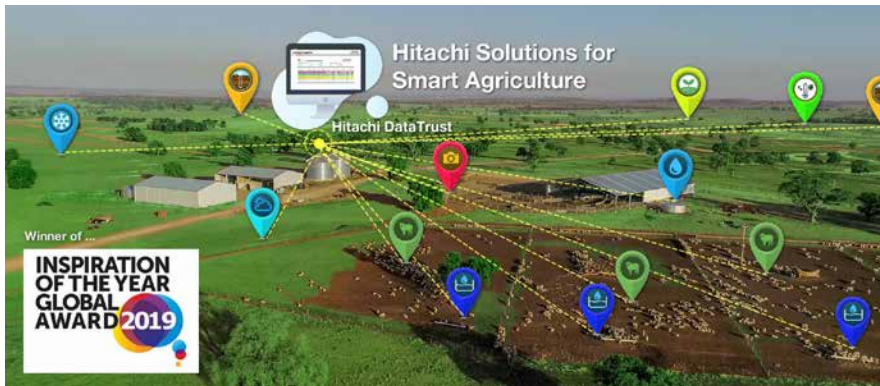 Hitachi Solutions for
Smart Agriculture
Hitachi DataTrust
Winner of ...
INSPIRATION
OF THE YEAR
GLOBAL
AWARD 2019